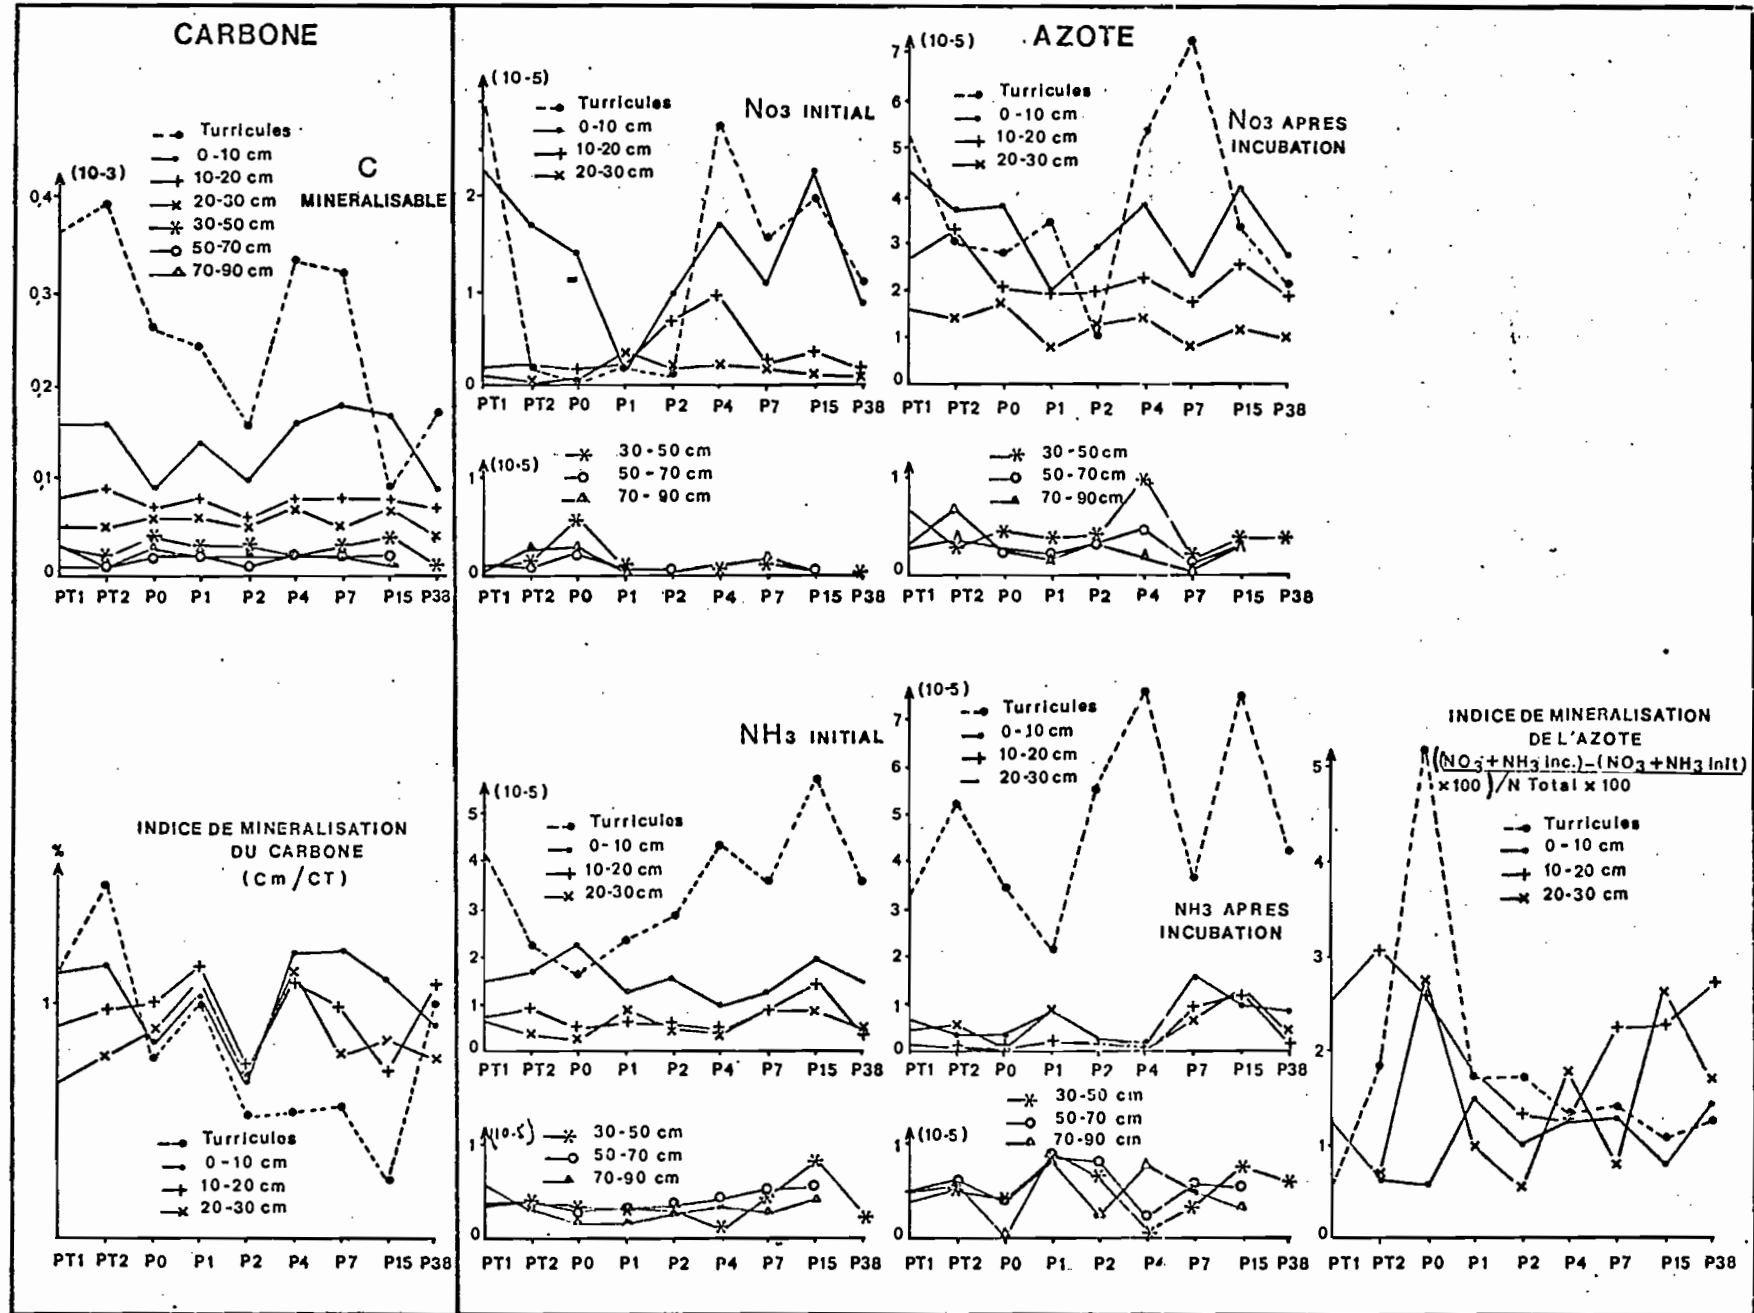 CARBONE
(10-3)
Turricules
0-10 cm
10-20 cm
20-30 cm
30-50 cm
50-70 cm
70-90 cm
C
MINERALISABLE
0,4
03
02
01
0
PT1 PT2 P0 P1 P2 P4 P7 P15 P38
INDICE DE MINERALISATION
DU CARBONE
(Cm/CT)
%
1
Turricules
0-10 cm
10-20 cm
20-30 cm
PT1 PT2 P0 P1 P2 P4 P7 P15 P38
AZOTE
(10-5)
Turricules
0-10 cm
10-20 cm
20-30 cm
NO3 INITIAL
2
1
0
PT1 PT2 P0 P1 P2 P4 P7 P15 P38
(10-5)
30-50 cm
50-70 cm
70-90 cm
1
0
PT1 PT2 P0 P1 P2 P4 P7 P15 P38
(10-5)
Turricules
0-10 cm
10-20 cm
20-30 cm
NO3 APRES
INCUBATION
7
6
5
4
3
2
1
0
PT1 PT2 P0 P1 P2 P4 P7 P15 P38
30-50cm
50-70cm
70-90cm
1
0
PT1 PT2 P0 P1 P2 P4 P7 P15 P38
NH3 INITIAL
(10-5)
Turricules
0-10 cm
10-20 cm
20-30 cm
5
4
3
2
1
0
PT1 PT2 P0 P1 P2 P4 P7 P15 P38
(10-5)
30-50 cm
50-70 cm
70-90 cm
1
0
PT1 PT2 P0 P1 P2 P4 P7 P15 P38
(10-5)
Turricules
0-10 cm
10-20 cm
20-30 cm
NH3 APRES
INCUBATION
7
6
5
4
3
2
1
0
PT1 PT2 P0 P1 P2 P4 P7 P15 P38
30-50 cm
50-70 cm
70-90 cm
(10-5)
1
0
PT1 PT2 P0 P1 P2 P4 P7 P15 P38
INDICE DE MINERALISATION
DE L'AZOTE
((NO3+NH3 inc.)-(NO3+NH3 Init)
×100)/N Total × 100
Turricules
0-10 cm
10-20 cm
20-30 cm
5
4
3
2
1
0
PT1 PT2 P0 P1 P2 P4 P7 P15 P38